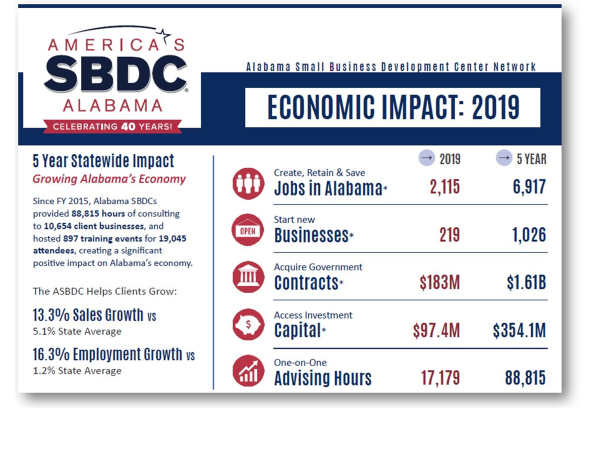 AMERICA'S
SBDC
ALABAMA
CELEBRATING 40 YEARS!
Alabama Small Business Development Center Network
ECONOMIC IMPACT: 2019
5 Year Statewide Impact
Growing Alabama's Economy
Since FY 2015, Alabama SBDCs
provided 88,815 hours of consulting
to 10,654 client businesses, and
hosted 897 training events for 19,045
attendees, creating a significant
positive impact on Alabama's economy.
The ASBDC Helps Clients Grow:
13.3% Sales Growth vs
5.1% State Average
16.3% Employment Growth vs
1.2% State Average
→ 2019 → 5 YEAR
Create, Retain & Save
Jobs in Alabama* 2,115 6,917
Start new
OPEN Businesses* 219 1,026
Acquire Government
Contracts* $183M $1.61B
Access Investment
$ Capital* $97.4M $354.1M
One-on-One
Advising Hours 17,179 88,815